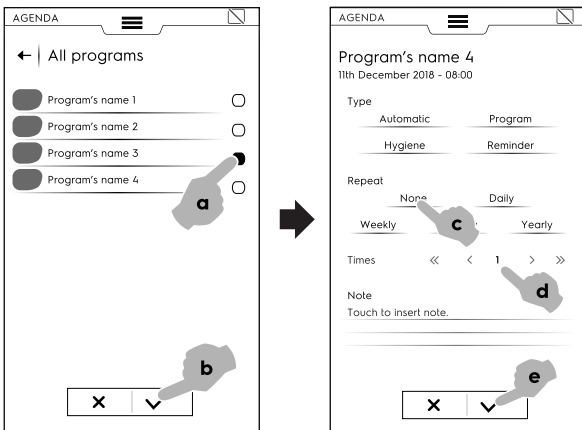 AGENDA
All programs
Program's name 1
Program's name 2
Program's name 3
Program's name 4
a
b
AGENDA
Program's name 4
11th December 2018 - 08:00
Type
Automatic Program
Hygiene Reminder
Repeat
None Daily
Weekly Yearly
c
Times << < 1 > >>
d
Note
Touch to insert note.
e